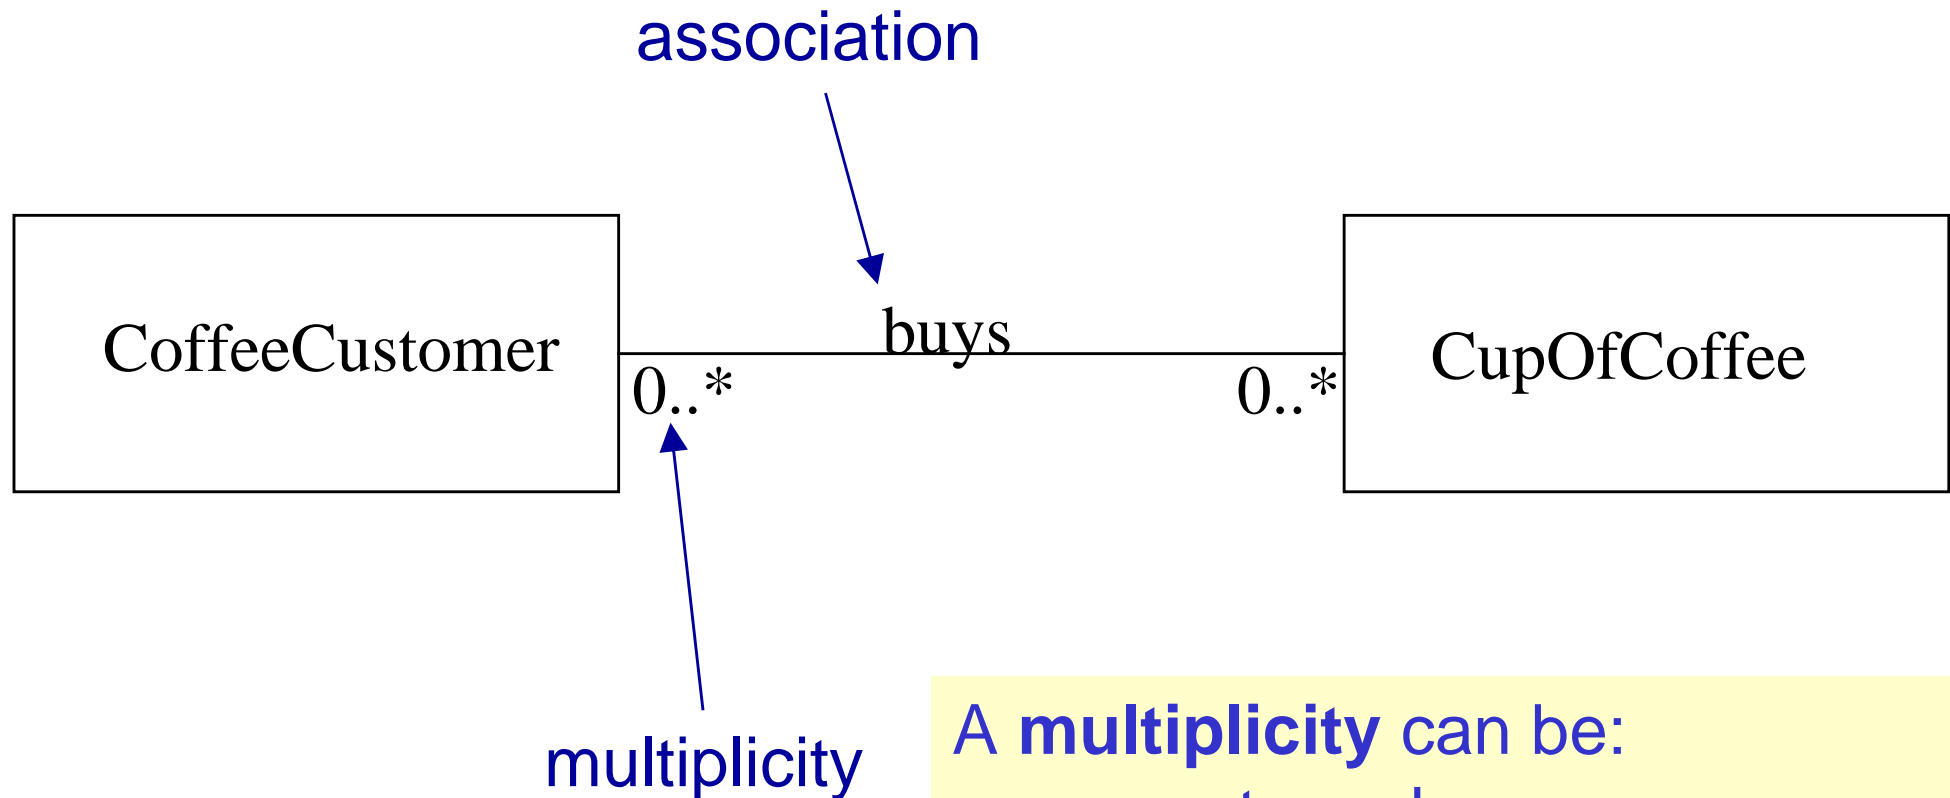 association
buys
CoffeeCustomer
CupOfCoffee
0..*
0..*
multiplicity
A multiplicity can be: